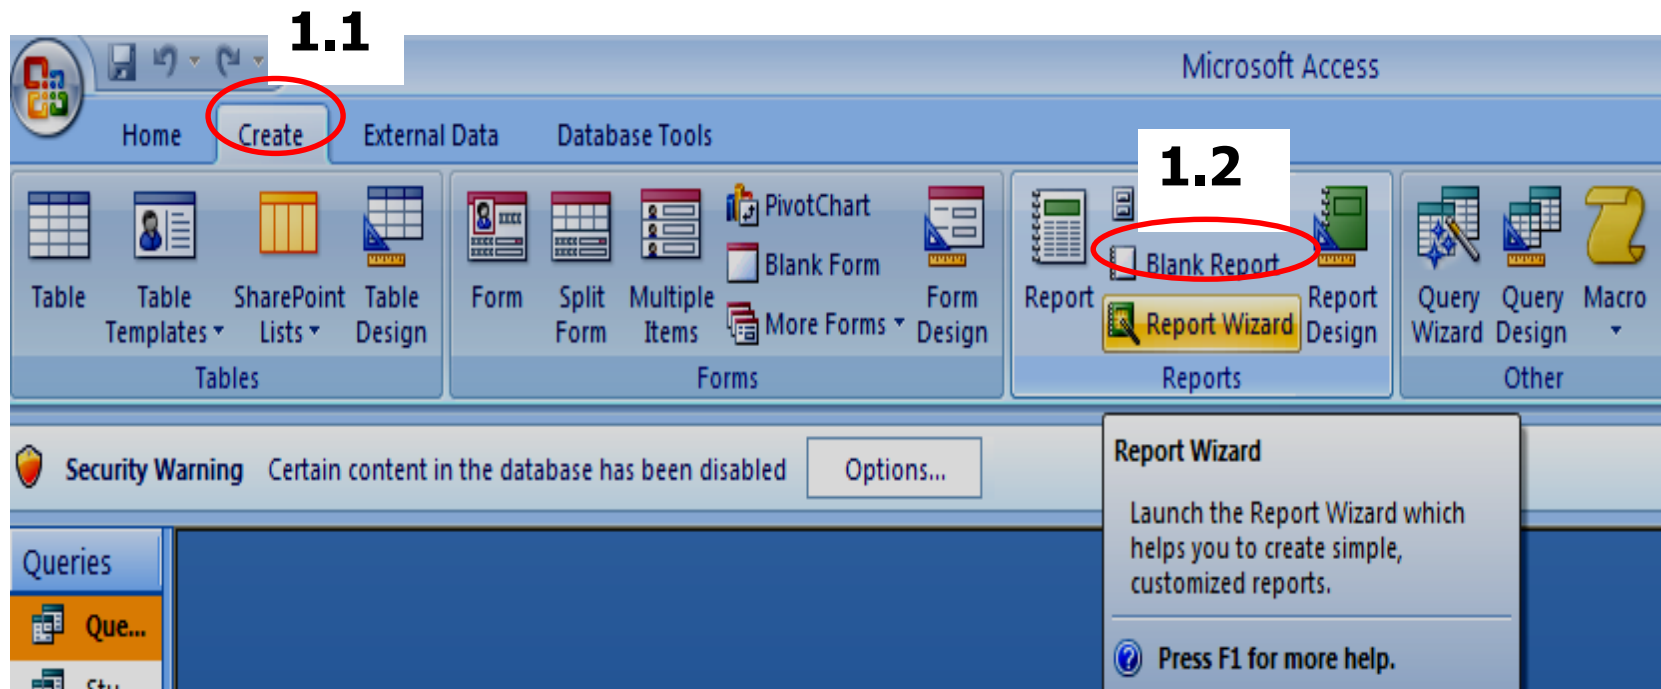 1.1
Microsoft Access
Home Create External Data Database Tools
1.2
Table
Table
Templates
SharePoint
Lists
Table
Design
Tables
Form
Split
Form
Multiple
Items
PivotChart
Blank Form
More Forms
Form
Design
Forms
Report
Blank Report
Report Wizard
Report
Design
Reports
Query
Wizard
Query
Design
Macro
Other
Security Warning Certain content in the database has been disabled Options...
Report Wizard
Launch the Report Wizard which
helps you to create simple,
customized reports.
Press F1 for more help.
Queries
Que...